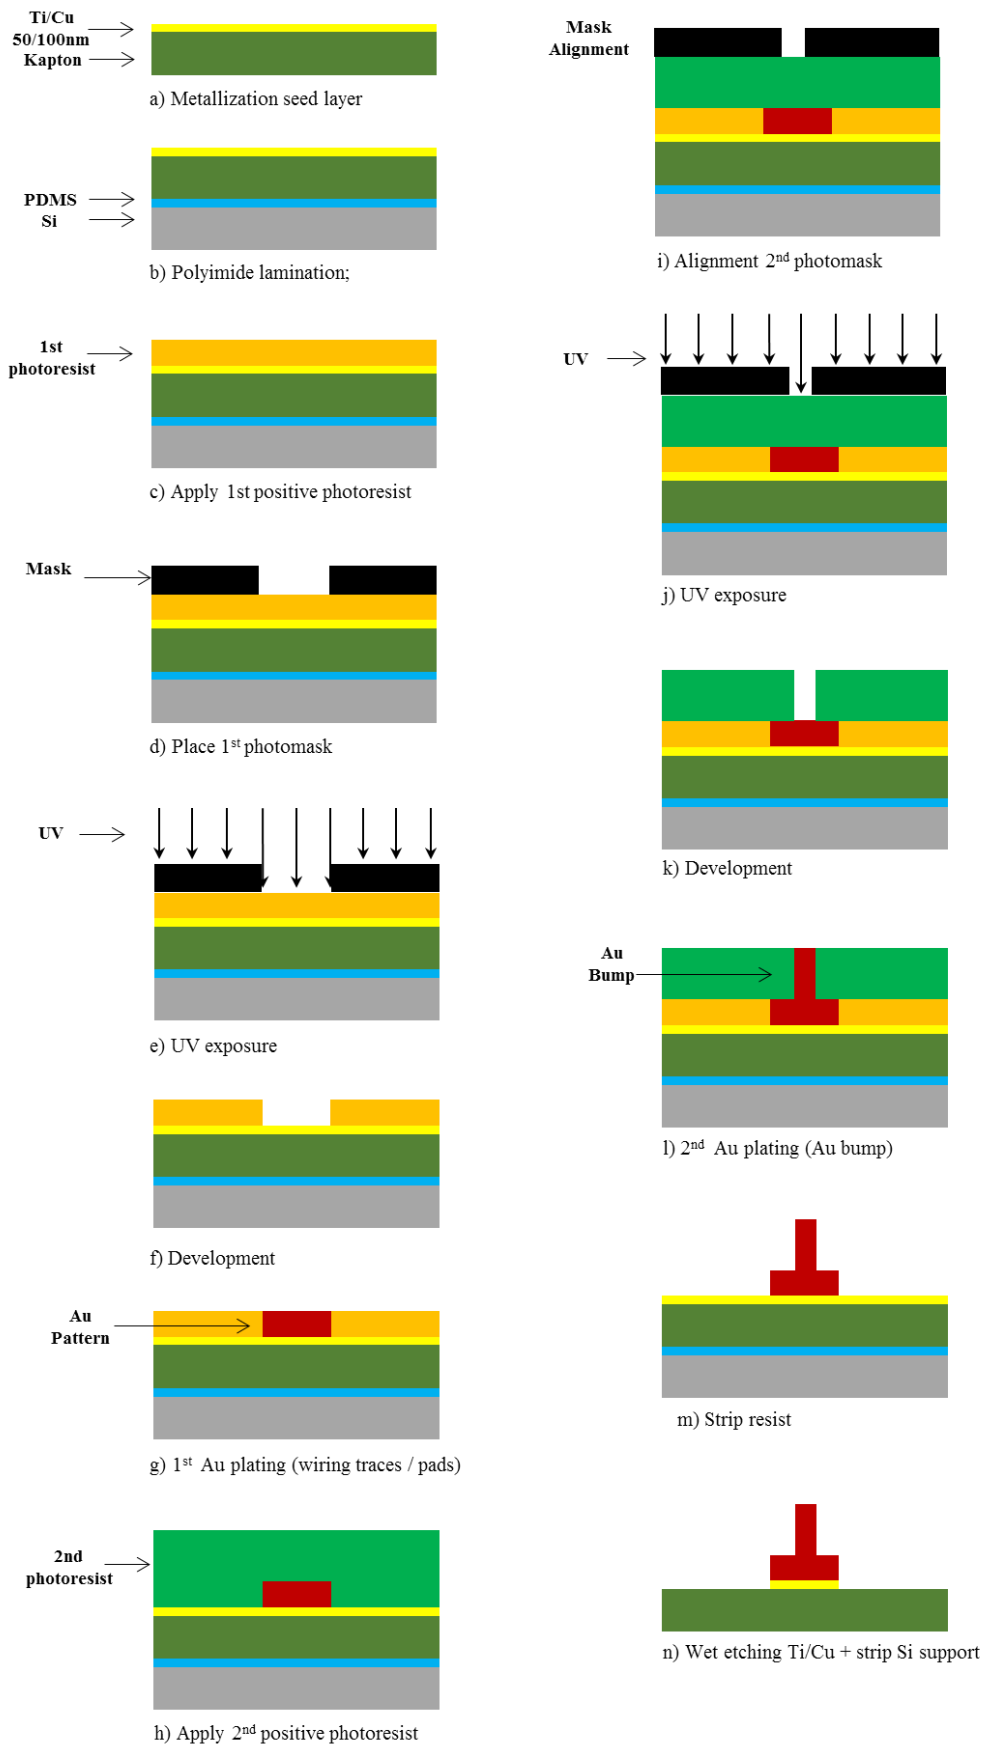 Ti/Cu
50/100nm
Kapton
a) Metallization seed layer
PDMS
Si
b) Polyimide lamination;
1st
photoresist
c) Apply 1st positive photoresist
Mask
d) Place 1st photomask
UV
e) UV exposure
f) Development
Au
Pattern
g) 1st Au plating (wiring traces / pads)
2nd
photoresist
h) Apply 2nd positive photoresist
Mask
Alignment
i) Alignment 2nd photomask
UV
j) UV exposure
k) Development
Au
Bump
l) 2nd Au plating (Au bump)
m) Strip resist
n) Wet etching Ti/Cu + strip Si support